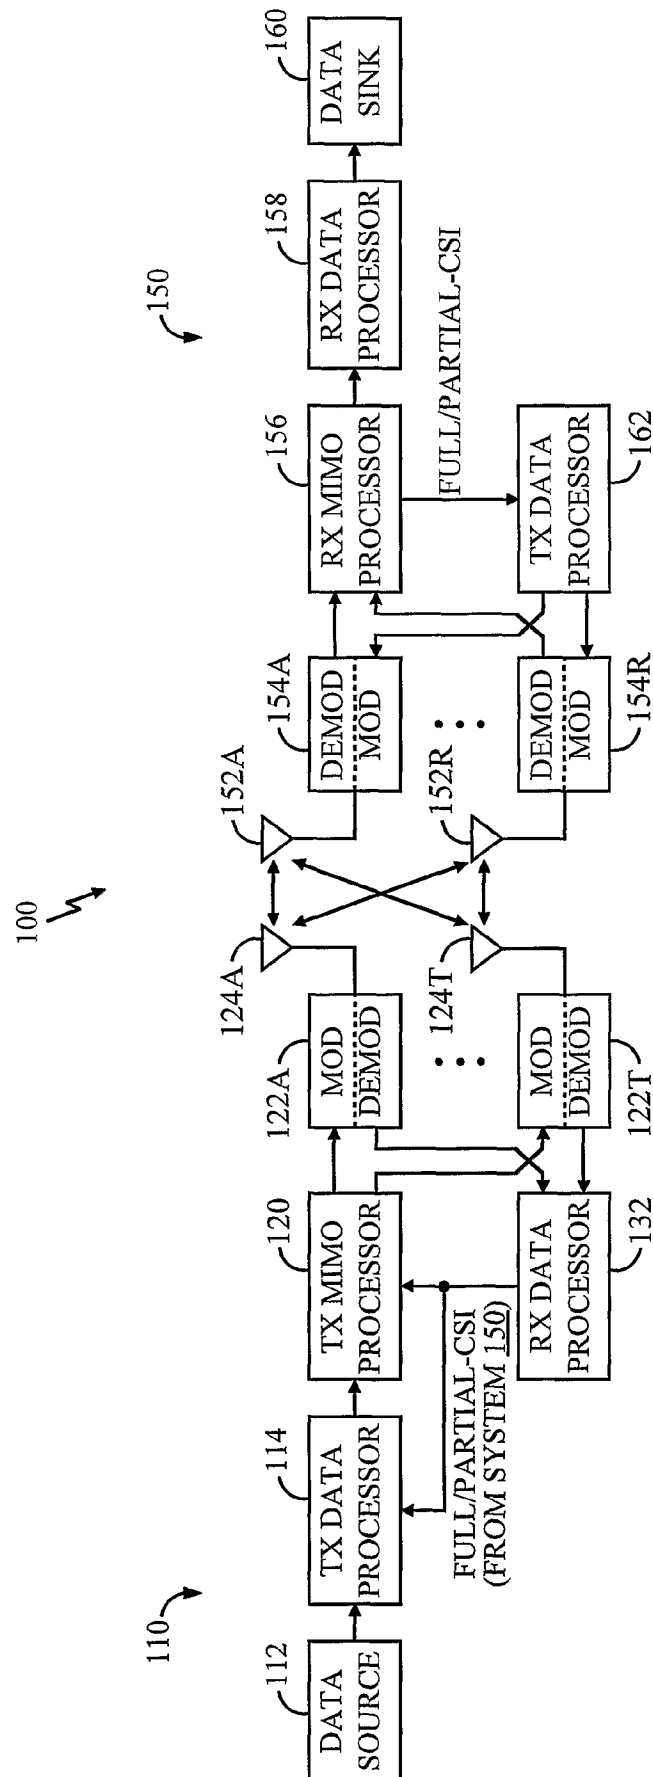 100
110
150
112
DATA
SOURCE
114
TX DATA
PROCESSOR
120
TX MIMO
PROCESSOR
122A
MOD
DEMOD
124A
152A
154A
DEMOD
MOD
156
RX MIMO
PROCESSOR
158
RX DATA
PROCESSOR
160
DATA
SINK
FULL/PARTIAL-CSI
(FROM SYSTEM 150)
RX DATA
PROCESSOR
132
MOD
DEMOD
122T
124T
152R
DEMOD
MOD
154R
FULL/PARTIAL-CSI
TX DATA
PROCESSOR
162